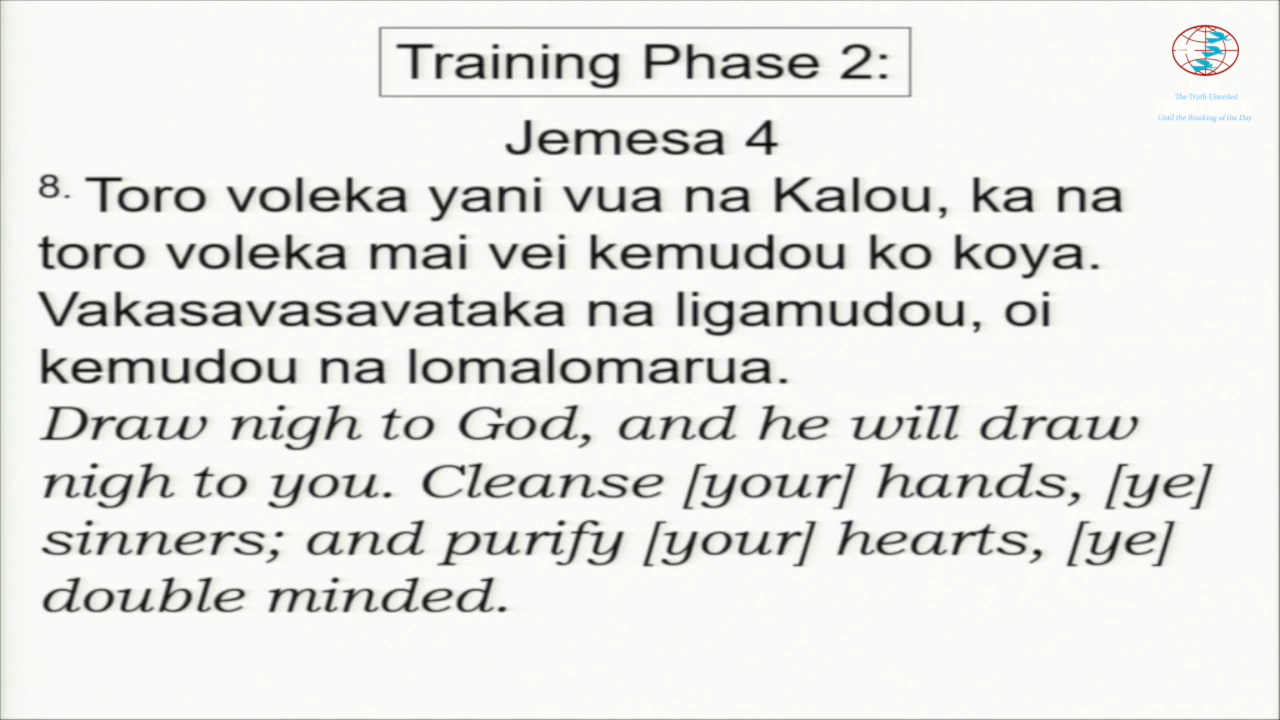 Training Phase 2:
The Truth Unveiled
Until the Breaking of the Day
Jemesa 4
8. Toro voleka yani vua na Kalou, ka na
toro voleka mai vei kemudou ko koya.
Vakasavasavataka na ligamudou, oi
kemudou na lomalomarua.
Draw nigh to God, and he will draw
nigh to you. Cleanse [your] hands, [ye]
sinners; and purify [your] hearts, [ye]
double minded.